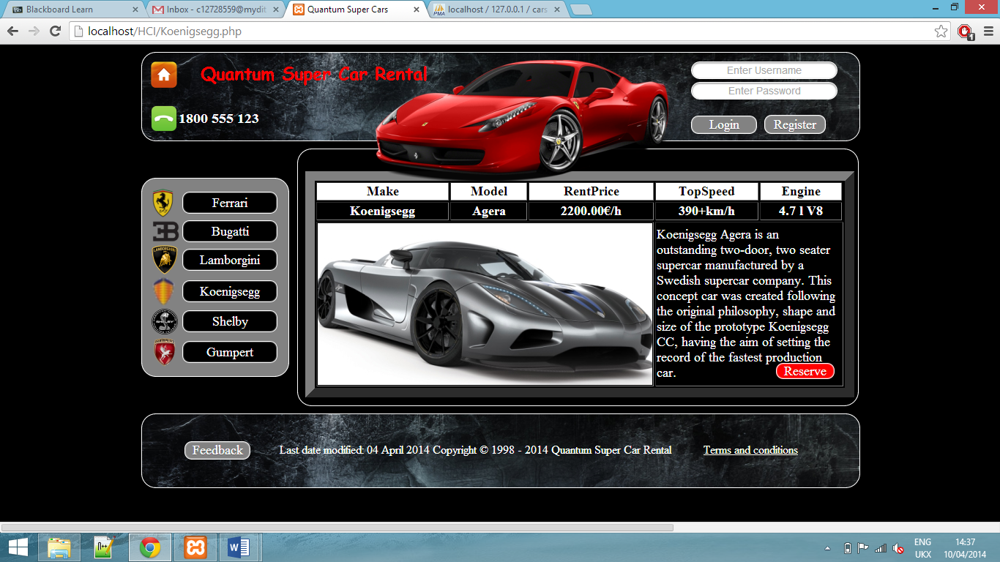 Blackboard Learn
Inbox - c12728559@mydit
Quantum Super Cars
localhost / 127.0.0.1 / cars
localhost/HCI/Koenigsegg.php
1
Quantum Super Car Rental
1800 555 123
Enter Username
Enter Password
Login Register
Ferrari
Bugatti
LAMBORGHINI
Lamborgini
Koenigsegg
SHELBY
Shelby
GUMPERT
Gumpert
Make Model RentPrice TopSpeed Engine
Koenigsegg Agera 2200.00€/h 390+km/h 4.7 l V8
Koenigsegg Agera is an
outstanding two-door, two seater
supercar manufactured by a
Swedish supercar company. This
concept car was created following
the original philosophy, shape and
size of the prototype Koenigsegg
CC, having the aim of setting the
record of the fastest production
car.
Reserve
Feedback
Last date modified: 04 April 2014 Copyright © 1998 - 2014 Quantum Super Car Rental
Terms and conditions
ENG
UKX
14:37
10/04/2014